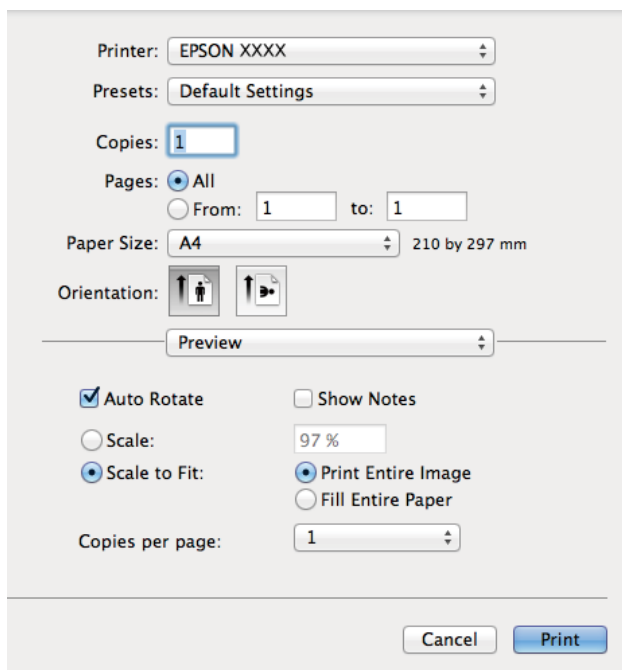 Printer: EPSON XXXX
Presets: Default Settings
Copies: 1
Pages: All
From: 1 to: 1
Paper Size: A4 210 by 297 mm
Orientation:
Preview
Auto Rotate Show Notes
Scale: 97 %
Scale to Fit: Print Entire Image
Fill Entire Paper
Copies per page: 1
Cancel Print